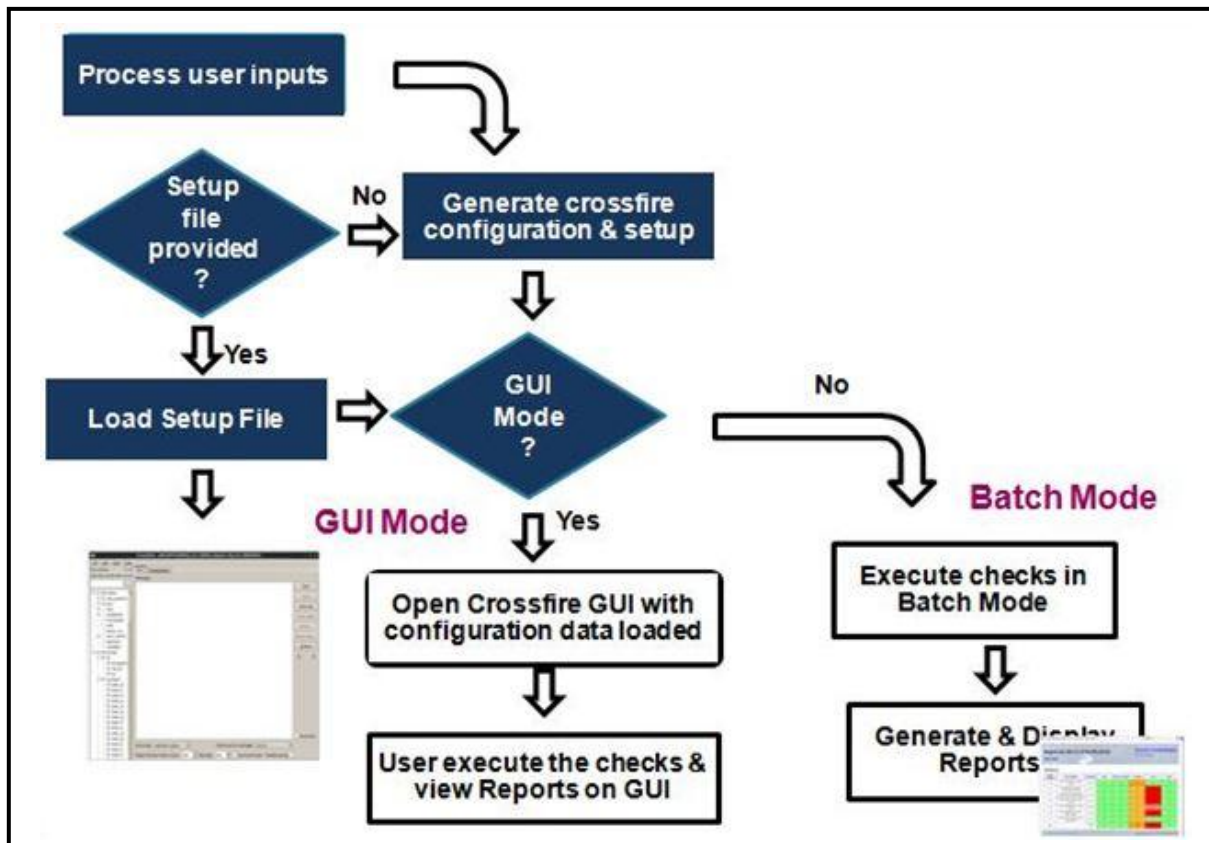 Process user inputs
Setup
file
provided
?
No
Generate crossfire
configuration & setup
Yes
Load Setup File
GUI
Mode
?
No
GUI Mode
Yes
Batch Mode
Open Crossfire GUI with
configuration data loaded
Execute checks in
Batch Mode
User execute the checks &
view Reports on GUI
Generate & Display
Reports